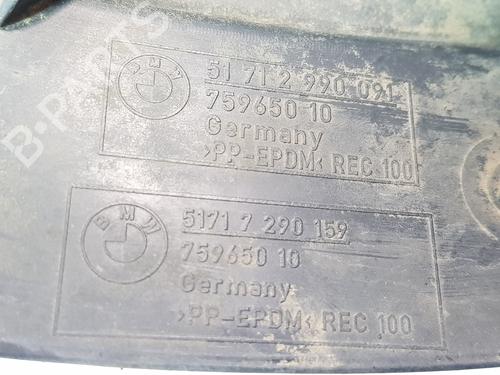 BMW
51 71 2 990 091
759650 10
Germany
›PP-EPDM‹ REC 100
BMW
5171 7 290 159
759650 10
Germany
›PP-EPDM‹ REC 100
B-PARTS